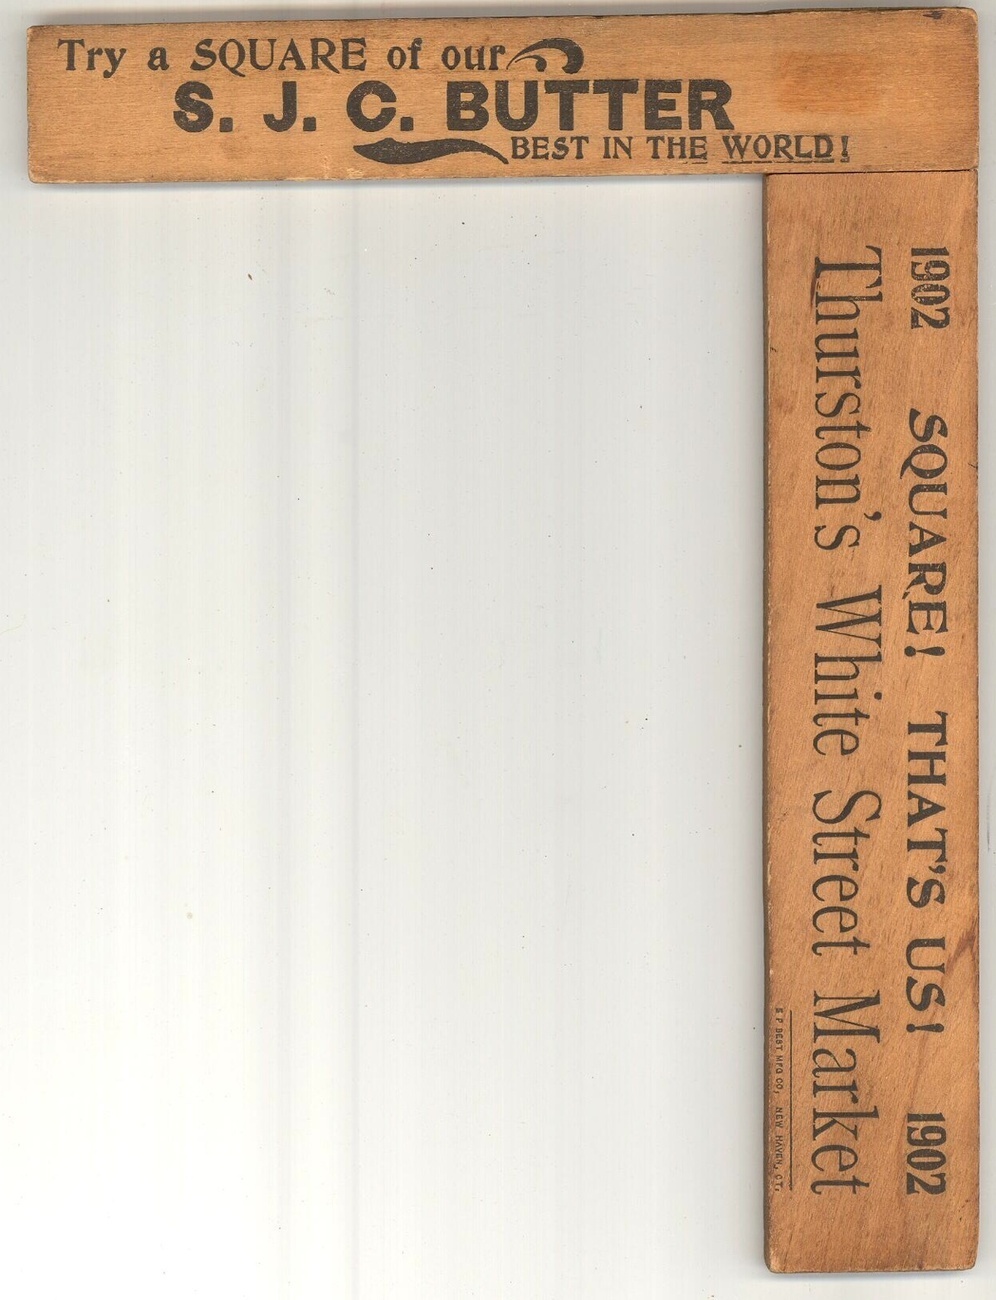 Try a SQUARE of our
S. J. C. BUTTER
BEST IN THE WORLD!
1902 SQUARE! THAT'S US! 1902
Thurston's White Street Market
S P BEST MFG CO, NEW HAVEN, CT.